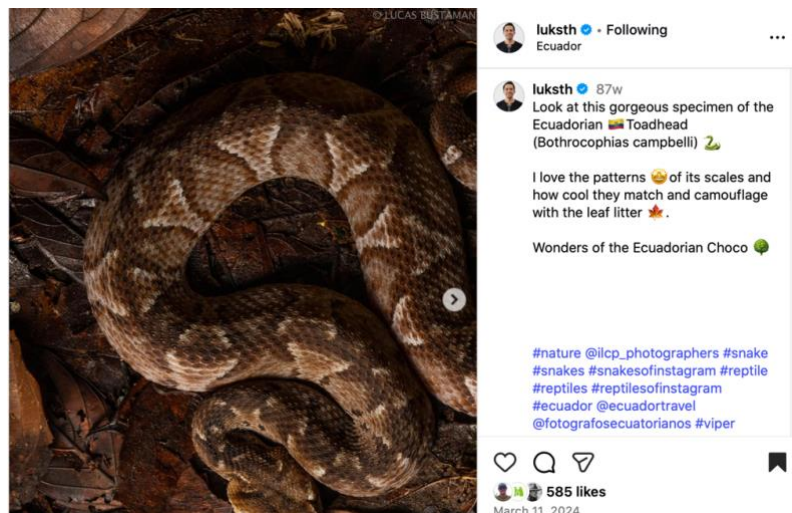 © LUCAS BUSTAMAN
luksth • Following
Ecuador
luksth 87w
Look at this gorgeous specimen of the
Ecuadorian 🇪🇨 Toadhead
(Bothrocophias campbelli) 🐍
I love the patterns 🤩 of its scales and
how cool they match and camouflage
with the leaf litter 🍁.
Wonders of the Ecuadorian Choco 🌳
#nature @ilcp_photographers #snake
#snakes #snakesofinstagram #reptile
#reptiles #reptilesofinstagram
#ecuador @ecuadortravel
@fotografosecuatorianos #viper
585 likes
March 11, 2024